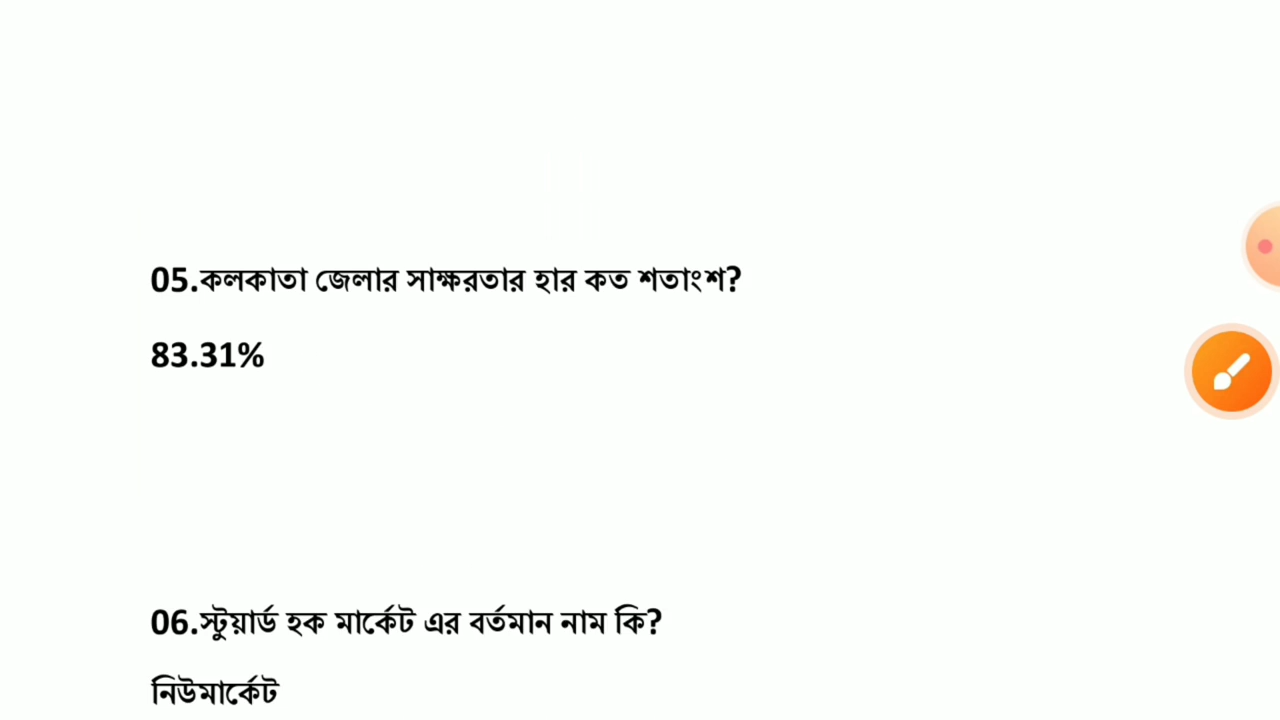 05.কলকাতা জেলার সাক্ষরতার হার কত শতাংশ?
83.31%
06.স্টুয়ার্ড হক মার্কেট এর বর্তমান নাম কি?
নিউমার্কেট